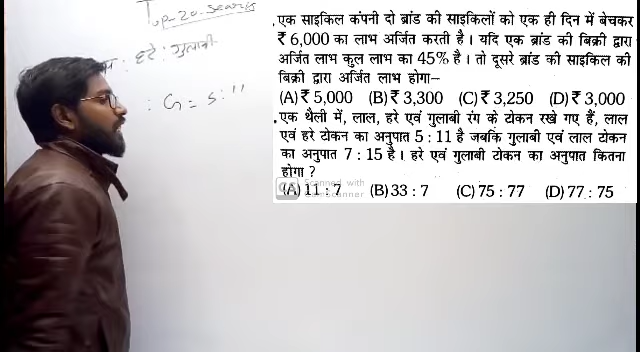 Top-20-
एक साइकिल कंपनी दो ब्रांड की साइकिलों को एक ही दिन में बेचकर
₹ 6,000 का लाभ अर्जित करती है। यदि एक ब्रांड की बिक्री द्वारा
अर्जित लाभ कुल लाभ का 45% है। तो दूसरे ब्रांड की साइकिल की
बिक्री द्वारा अर्जित लाभ होगा–
(A) ₹ 5,000 (B) ₹ 3,300 (C) ₹ 3,250 (D) ₹ 3,000
एक थैली में, लाल, हरे एवं गुलाबी रंग के टोकन रखे गए हैं, लाल
एवं हरे टोकन का अनुपात 5 : 11 है जबकि गुलाबी एवं लाल टोकन
का अनुपात 7 : 15 है। हरे एवं गुलाबी टोकन का अनुपात कितना
होगा ?
(A) 11 : 7 (B) 33 : 7 (C) 75 : 77 (D) 77 : 75
Scanned with
CamScanner
: हरे : गुलाबी
: G = 5 : 11